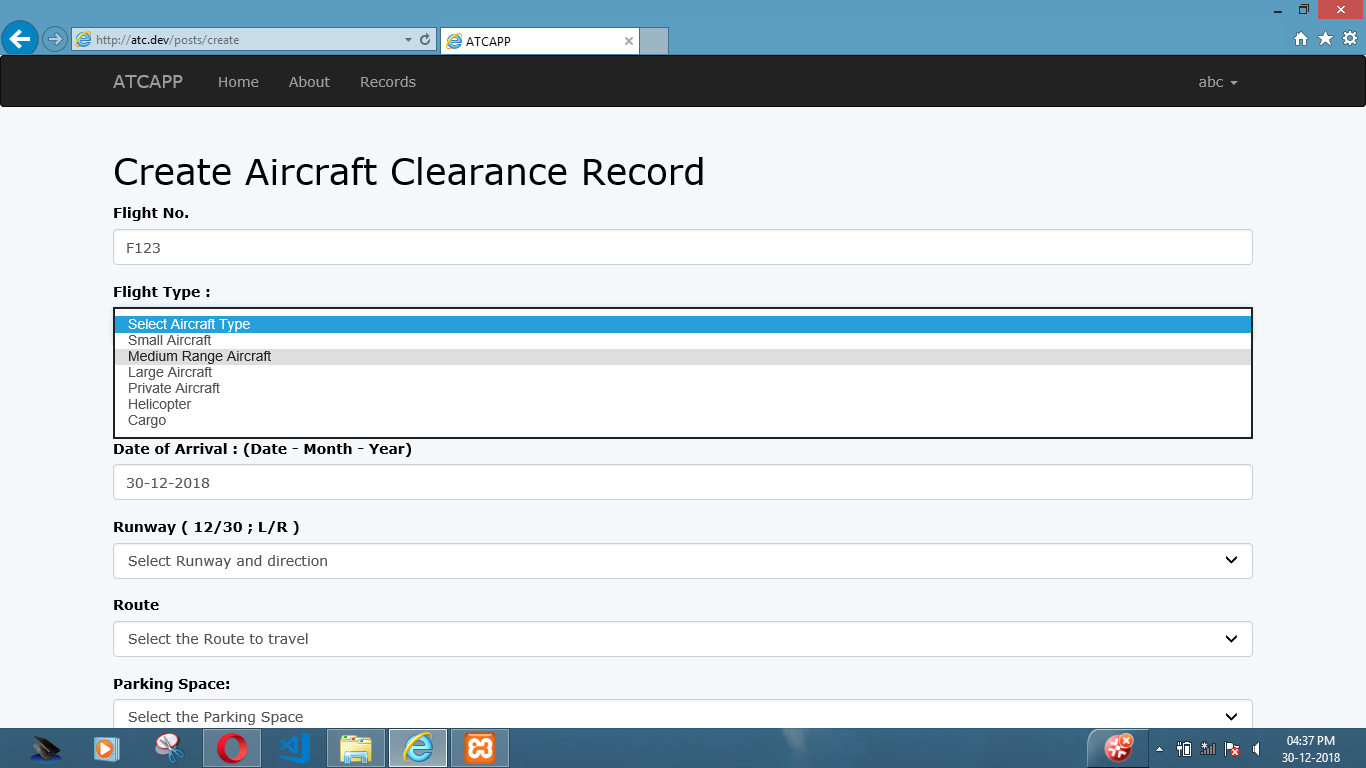 http://atc.dev/posts/create
ATCAPP
ATCAPP Home About Records abc
Create Aircraft Clearance Record
Flight No.
F123
Flight Type :
Select Aircraft Type
Small Aircraft
Medium Range Aircraft
Large Aircraft
Private Aircraft
Helicopter
Cargo
Date of Arrival : (Date - Month - Year)
30-12-2018
Runway ( 12/30 ; L/R )
Select Runway and direction
Route
Select the Route to travel
Parking Space:
Select the Parking Space
04:37 PM
30-12-2018